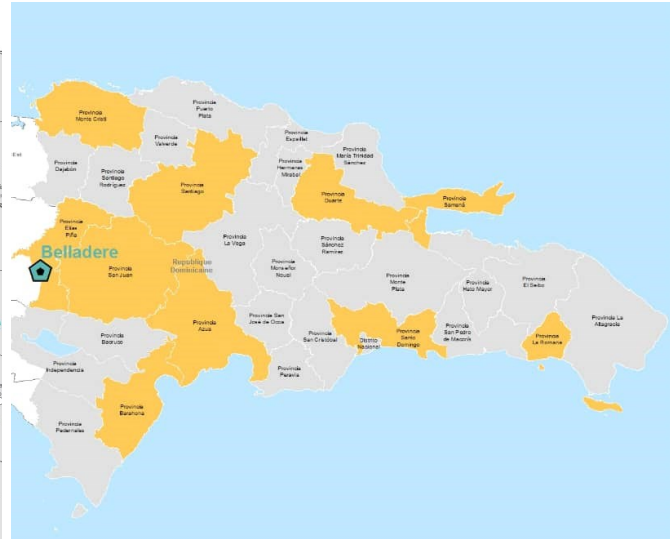 Provincia
Monte Cristi
Provincia
Puerto
Plata
Provincia
Valverde
Provincia
Espaillat
Provincia
María Trinidad
Sánchez
Provincia
Dajabón
Provincia
Santiago
Rodríguez
Provincia
Santiago
Provincia
Hermanas
Mirabal
Provincia
Duarte
Provincia
Samaná
Provincia
Elías
Piña
Belladere
Provincia
San Juan
Republique
Dominicaine
Provincia
La Vega
Provincia
Monseñor
Nouel
Provincia
Sánchez
Ramírez
Provincia
Monte
Plata
Provincia
Hato Mayor
Provincia
El Seibo
Provincia La
Altagracia
Provincia
Azua
Provincia San
José de Ocoa
Provincia
San Cristóbal
Distrito
Nacional
Provincia
Santo
Domingo
Provincia
San Pedro
de Macorís
Provincia
La Romana
Provincia
Baoruco
Provincia
Independencia
Provincia
Peravia
Provincia
Barahona
Provincia
Pedernales